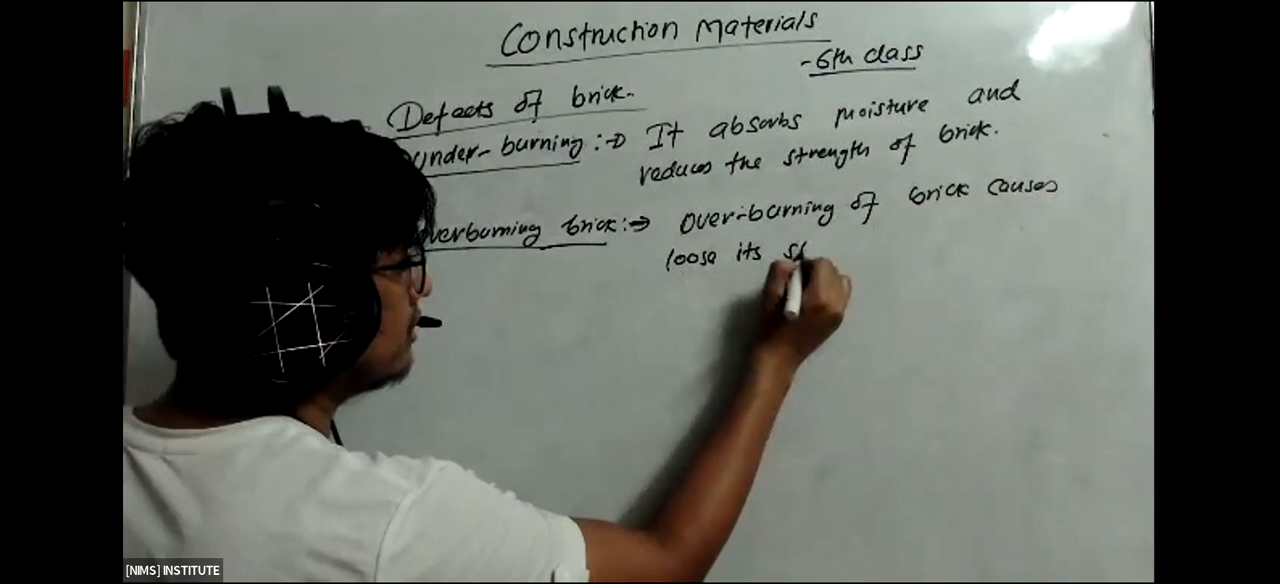 Construction Materials
- 6th class
Defects of brick.
under-burning :→ It absorbs moisture and
reduces the strength of brick.
overburning brick :→ over-burning of brick causes
loose its
[NIMS] INSTITUTE